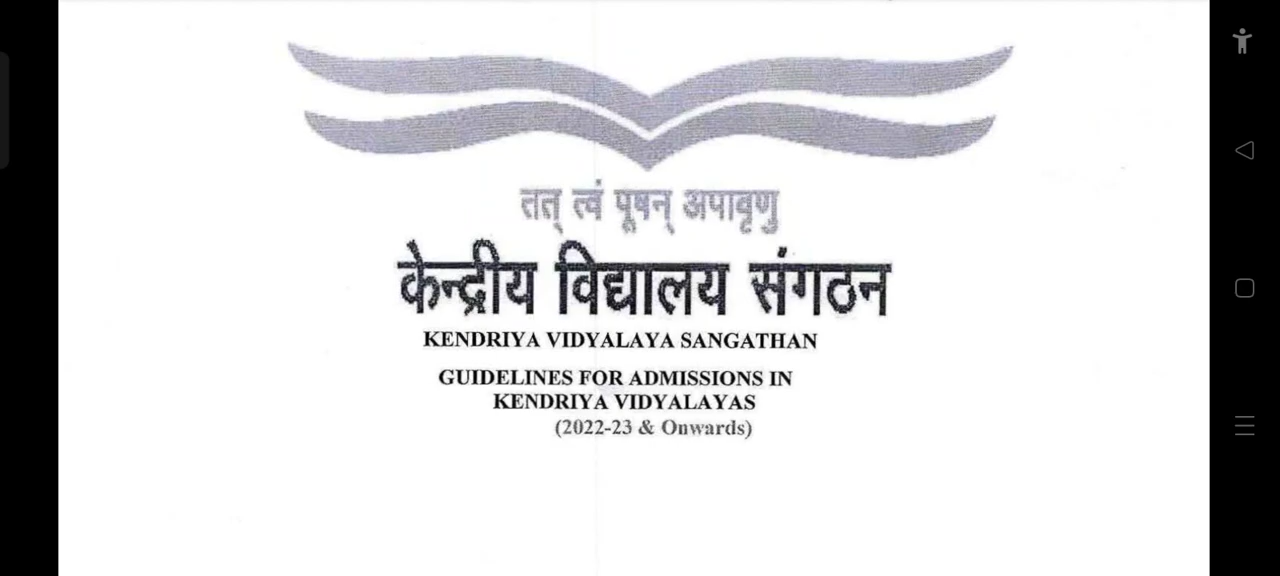 तत् त्वं पूषन् अपावृणु
केन्द्रीय विद्यालय संगठन
KENDRIYA VIDYALAYA SANGATHAN
GUIDELINES FOR ADMISSIONS IN
KENDRIYA VIDYALAYAS
(2022-23 & Onwards)